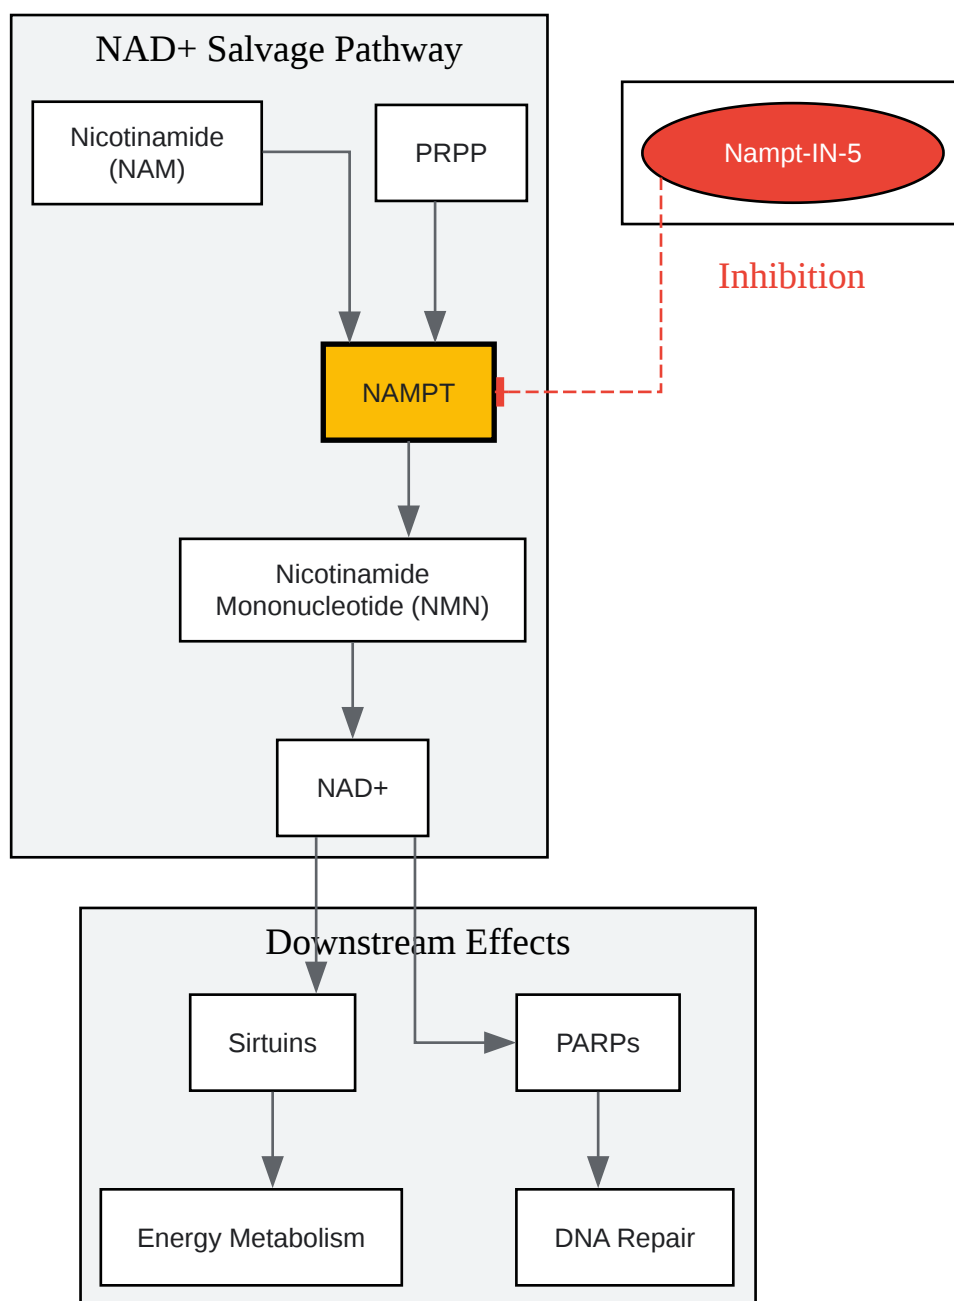 NAD+ Salvage Pathway
Nicotinamide
(NAM)
PRPP
Nampt-IN-5
Inhibition
NAMPT
Nicotinamide
Mononucleotide (NMN)
NAD+
Downstream Effects
Sirtuins
PARPs
Energy Metabolism
DNA Repair